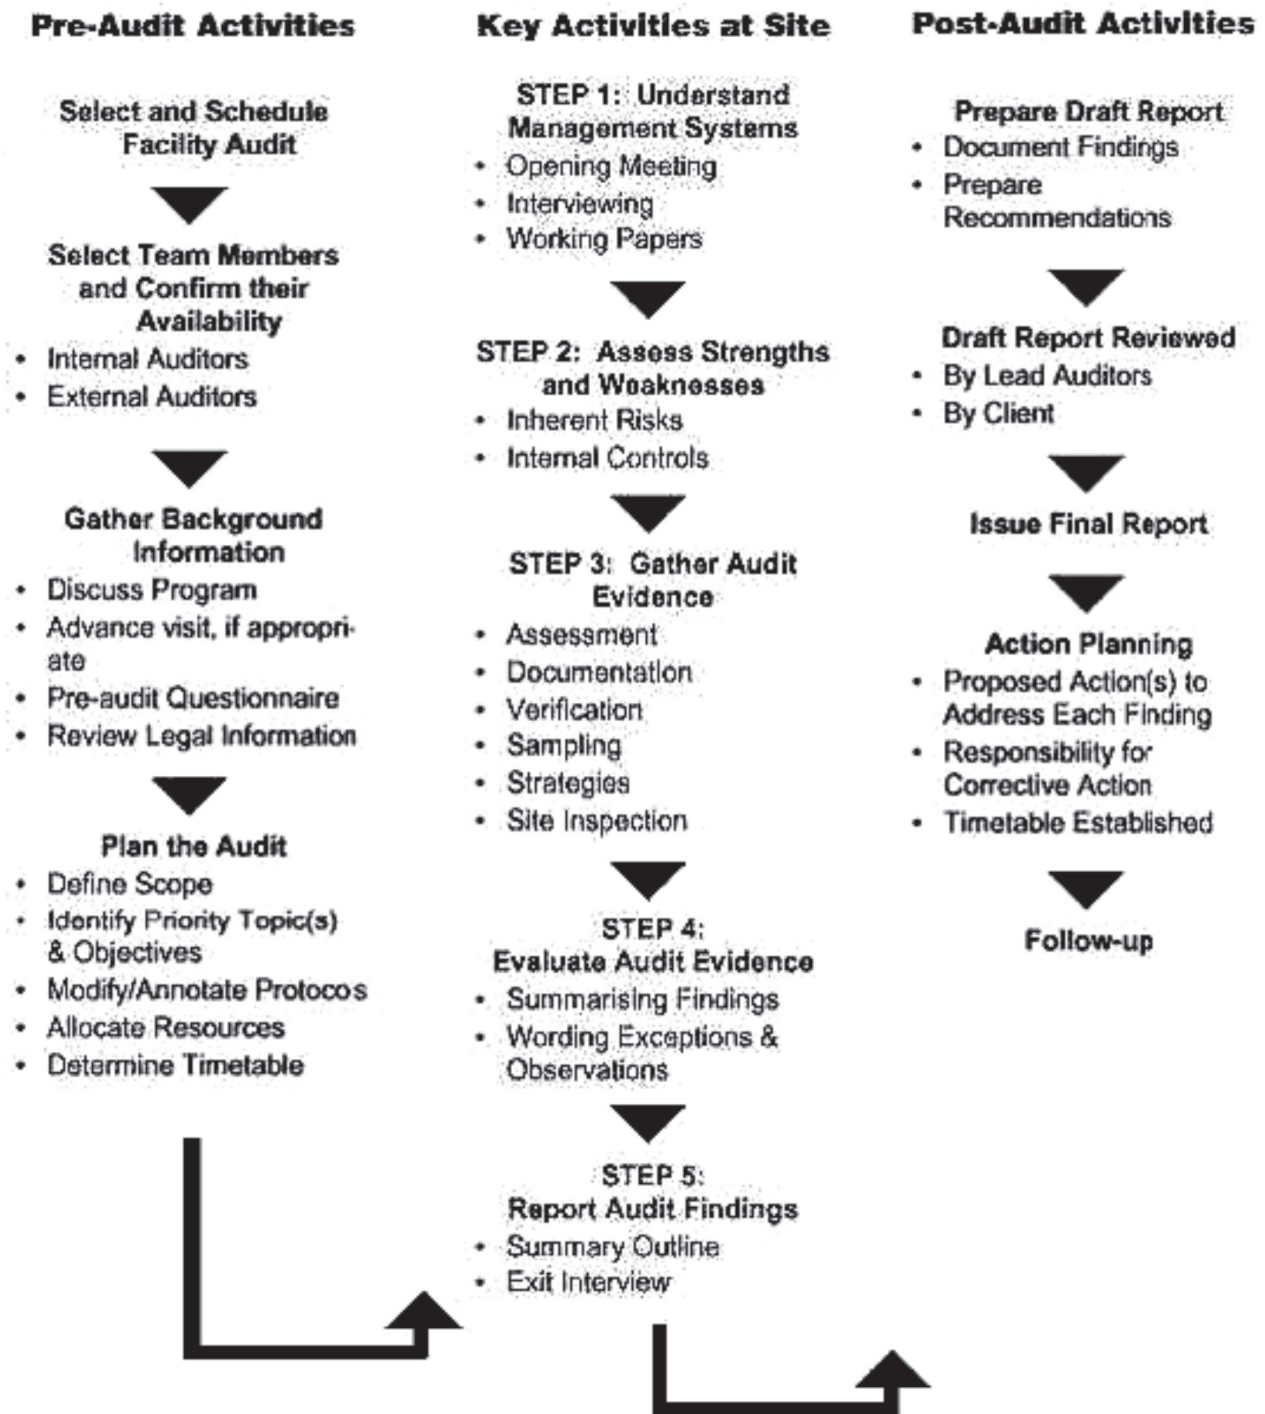 Pre-Audit Activities
Select and Schedule
Facility Audit
Select Team Members
and Confirm their
Availability
• Internal Auditors
• External Auditors
Gather Background
Information
• Discuss Program
• Advance visit, if appropri-
ate
• Pre-audit Questionnaire
• Review Legal Information
Plan the Audit
• Define Scope
• Identify Priority Topic(s)
& Objectives
• Modify/Annotate Protocos
• Allocate Resources
• Determine Timetable
Key Activities at Site
STEP 1: Understand
Management Systems
• Opening Meeting
• Interviewing
• Working Papers
STEP 2: Assess Strengths
and Weaknesses
• Inherent Risks
• Internal Controls
STEP 3: Gather Audit
Evidence
• Assessment
• Documentation
• Verification
• Sampling
• Strategies
• Site Inspection
STEP 4:
Evaluate Audit Evidence
• Summarising Findings
• Wording Exceptions &
Observations
STEP 5:
Report Audit Findings
• Summary Outline
• Exit Interview
Post-Audit Activities
Prepare Draft Report
• Document Findings
• Prepare
Recommendations
Draft Report Reviewed
• By Lead Auditors
• By Client
Issue Final Report
Action Planning
• Proposed Action(s) to
Address Each Finding
• Responsibility for
Corrective Action
• Timetable Established
Follow-up